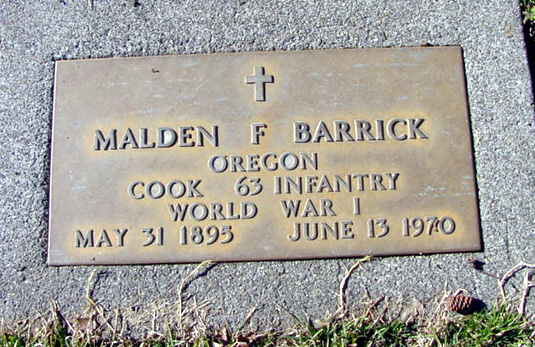 MALDEN F BARRICK
OREGON
COOK 63 INFANTRY
WORLD WAR I
MAY 31 1895 JUNE 13 1970